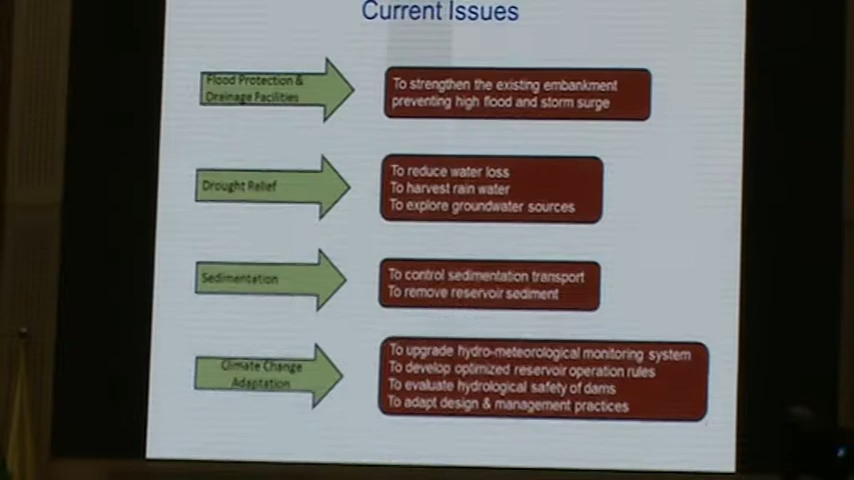 Current Issues
Flood Protection &
Drainage Facilities
To strengthen the existing embankment
preventing high flood and storm surge
Drought Relief
To reduce water loss
To harvest rain water
To explore groundwater sources
Sedimentation
To control sedimentation transport
To remove reservoir sediment
Climate Change
Adaptation
To upgrade hydro-meteorological monitoring system
To develop optimized reservoir operation rules
To evaluate hydrological safety of dams
To adapt design & management practices